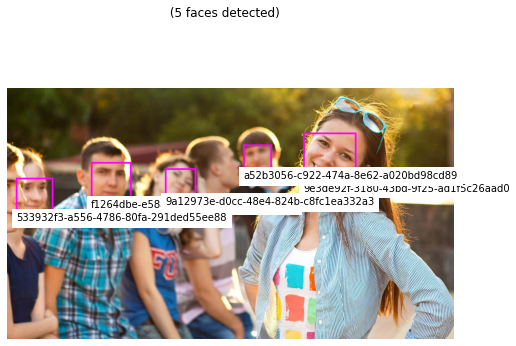 (5 faces detected)
a52b3056-c922-474a-8e62-a020bd98cd89
9e3de92f-3180-43bd-9f25-ad1f5c26aad0
f1264dbe-e58
9a12973e-d0cc-48e4-824b-c8fc1ea332a3
533932f3-a556-4786-80fa-291ded55ee88